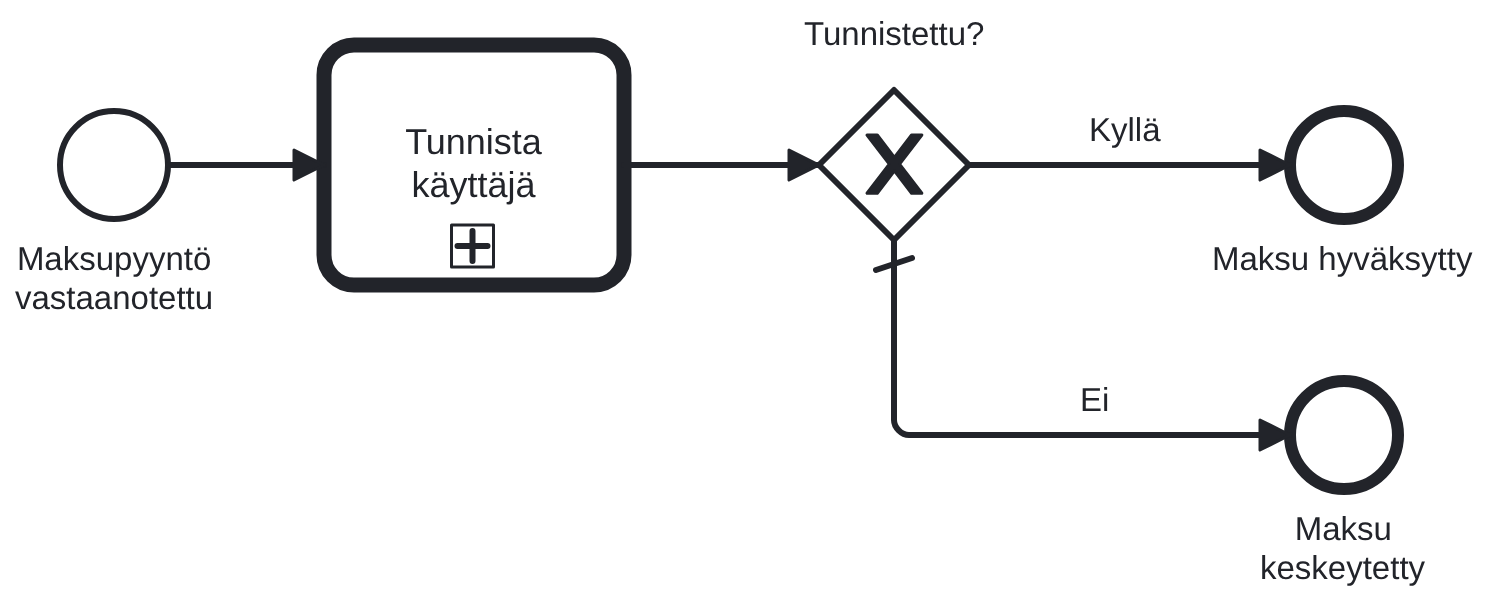 Tunnistettu?
Tunnista
käyttäjä
Kyllä
Maksupyyntö
vastaanotettu
Maksu hyväksytty
Ei
Maksu
keskeytetty